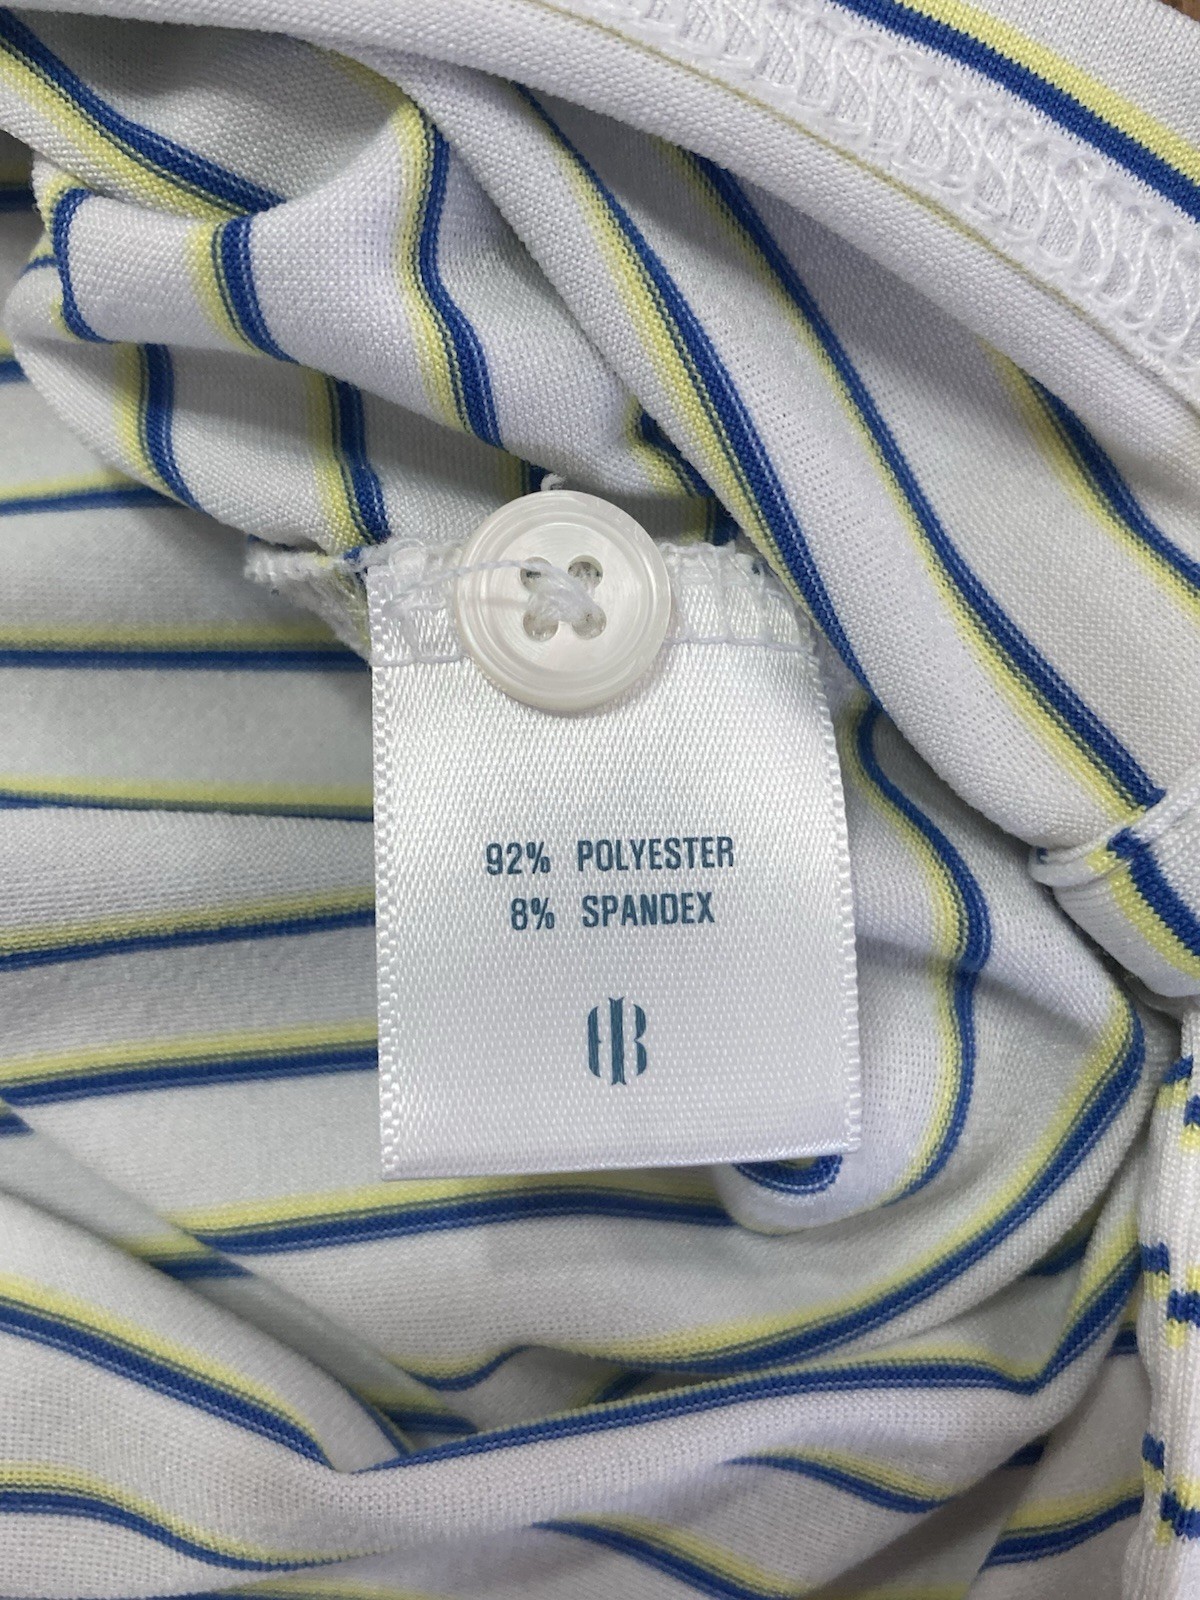 92% POLYESTER
8% SPANDEX